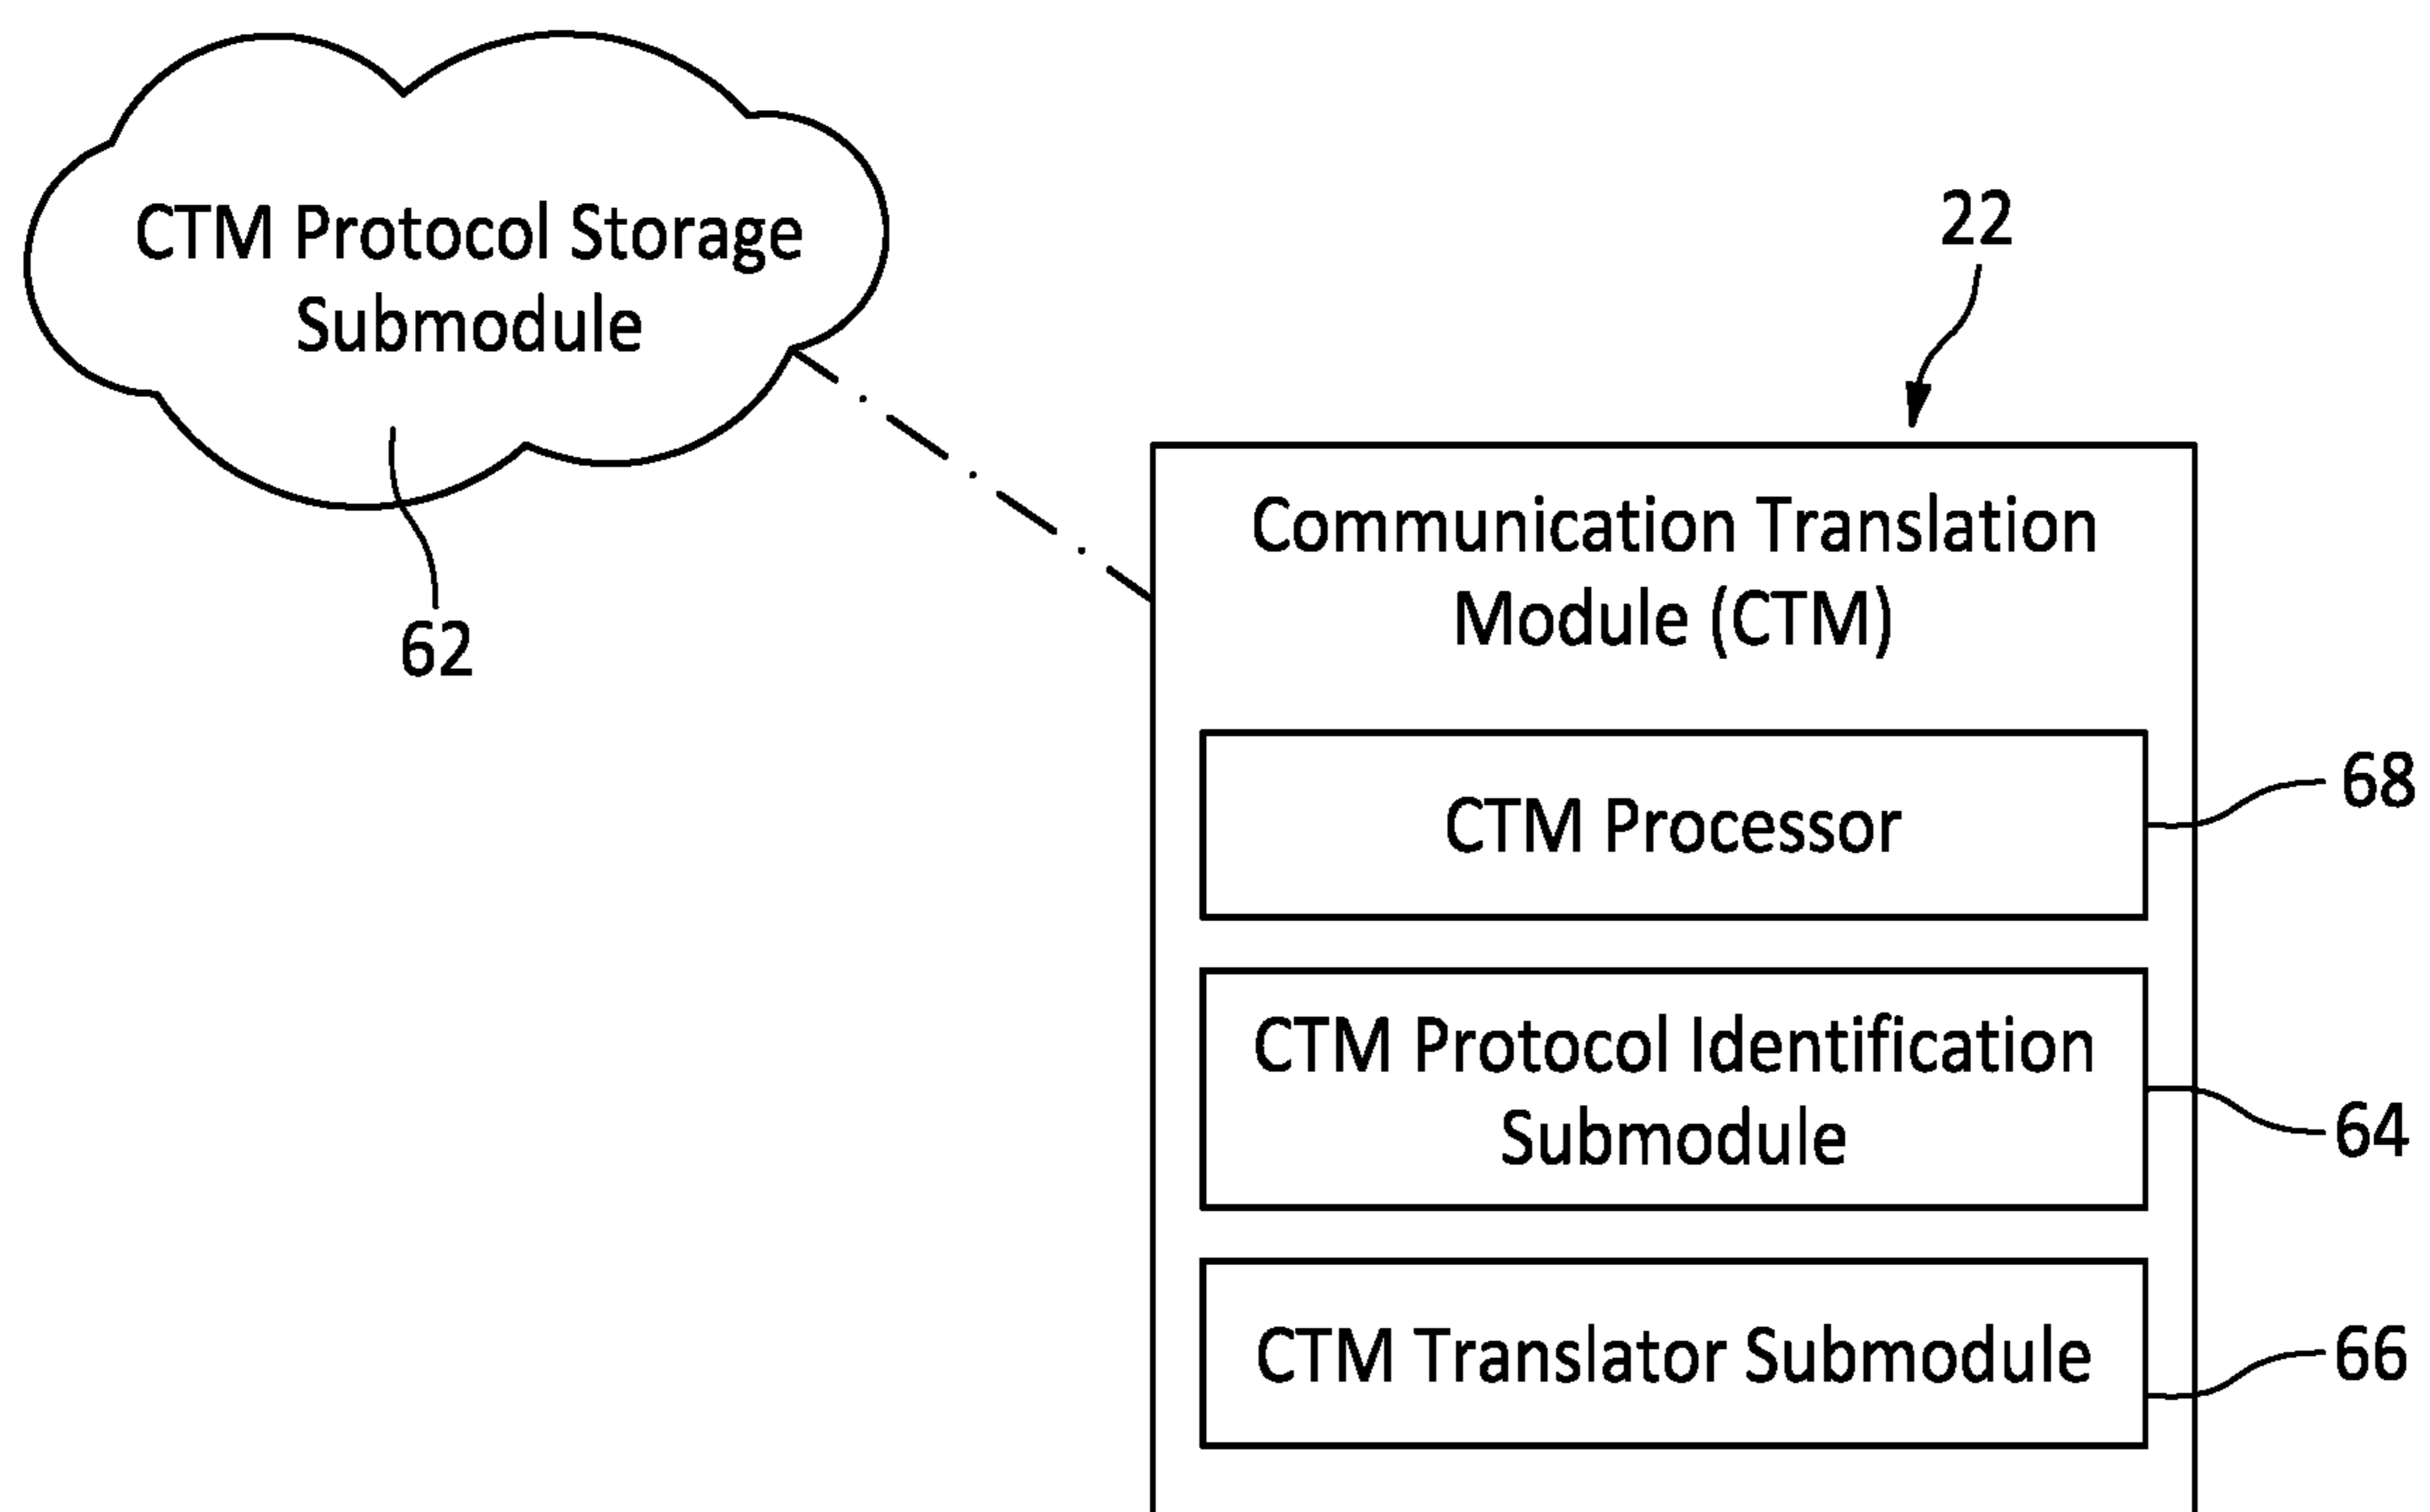 CTM Protocol Storage
Submodule
62
22
Communication Translation
Module (CTM)
CTM Processor
68
CTM Protocol Identification
Submodule
64
CTM Translator Submodule
66